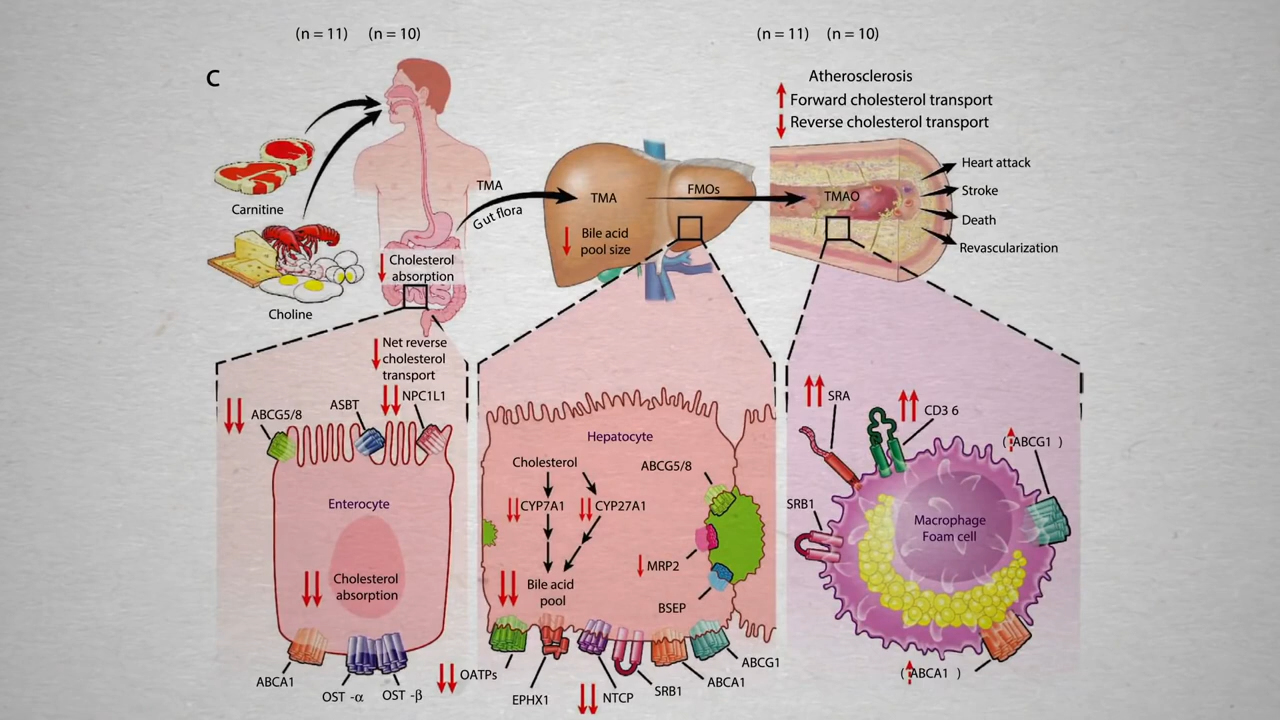 (n = 11) (n = 10)
(n = 11) (n = 10)
C
Atherosclerosis
Forward cholesterol transport
Reverse cholesterol transport
Carnitine
Choline
TMA
Gut flora
TMA
FMOs
TMAO
Heart attack
Stroke
Death
Revascularization
Bile acid
pool size
Cholesterol
absorption
Net reverse
cholesterol
transport
ABCG5/8
ASBT
NPC1L1
Enterocyte
Cholesterol
absorption
ABCA1
OST -α
OST -β
Hepatocyte
Cholesterol
ABCG5/8
CYP7A1
CYP27A1
MRP2
Bile acid
pool
BSEP
OATPs
EPHX1
NTCP
SRB1
ABCA1
ABCG1
SRA
CD3 6
( ABCG1 )
SRB1
Macrophage
Foam cell
( ABCA1 )